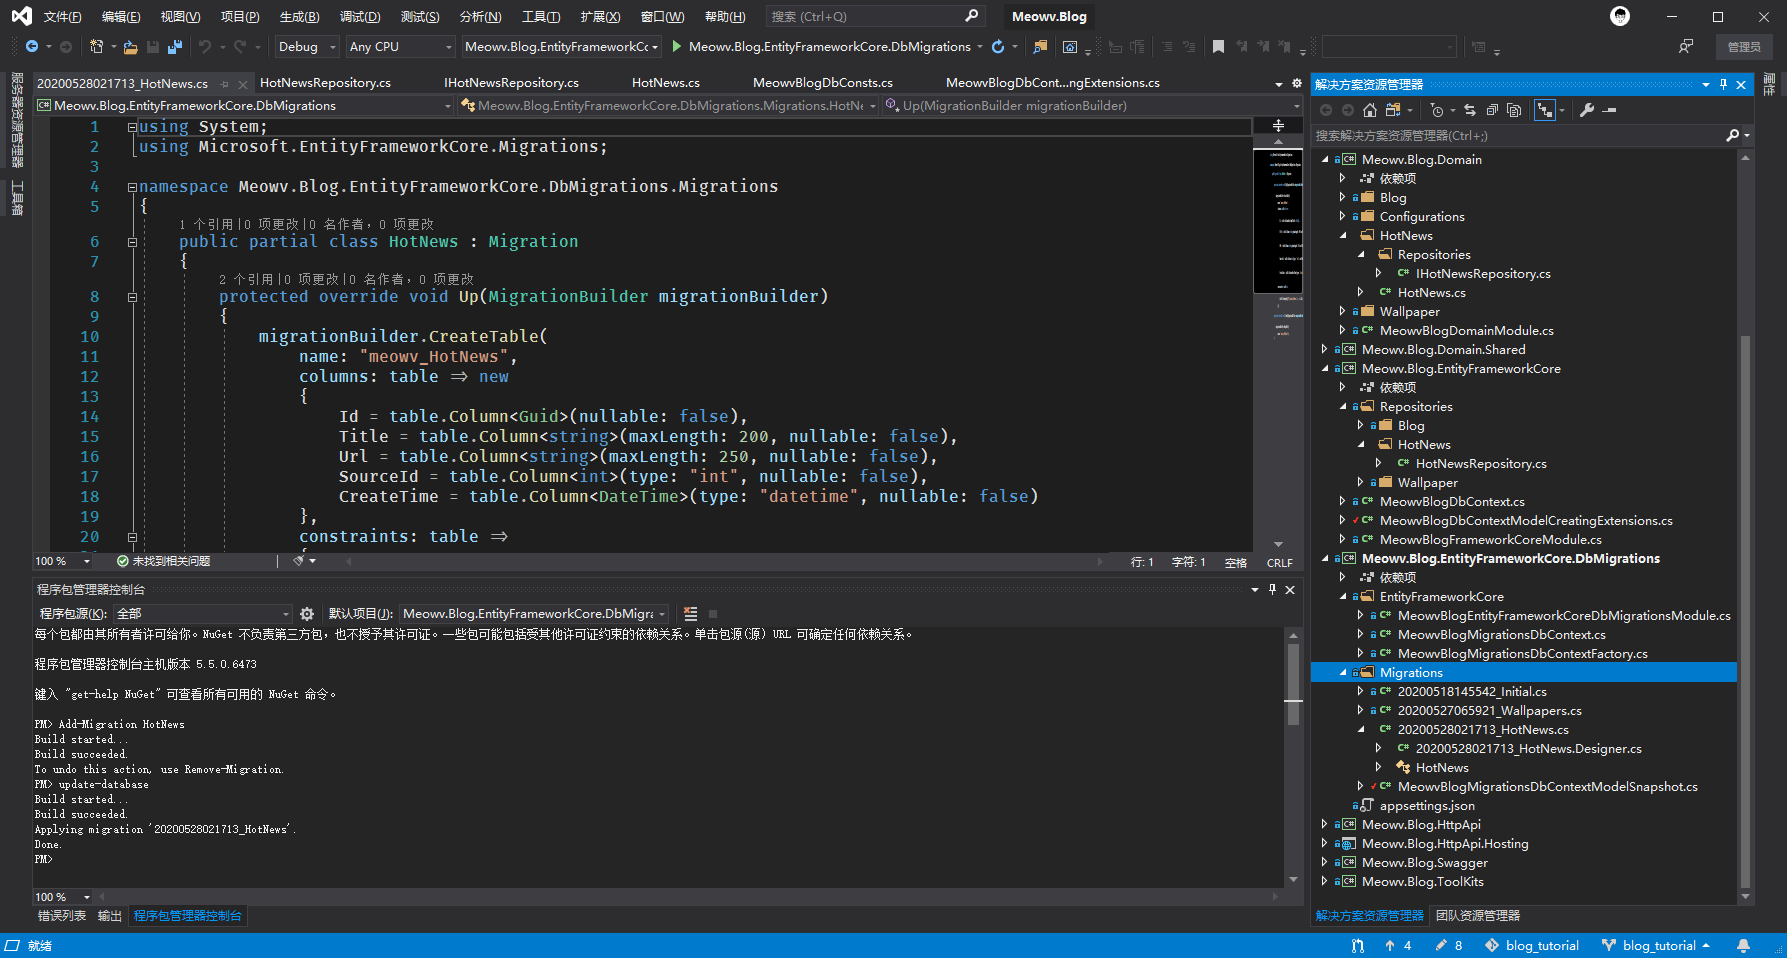 文件(F) 编辑(E) 视图(V) 项目(P) 生成(B) 调试(D) 测试(S) 分析(N) 工具(T) 扩展(X) 窗口(W) 帮助(H) 搜索 (Ctrl+Q) Meowv.Blog
Debug Any CPU Meowv.Blog.EntityFrameworkCo Meowv.Blog.EntityFrameworkCore.DbMigrations 管理员
服务器资源管理器
工具箱
20200528021713_HotNews.cs HotNewsRepository.cs IHotNewsRepository.cs HotNews.cs MeowvBlogDbConsts.cs MeowvBlogDbCont...ngExtensions.cs
Meowv.Blog.EntityFrameworkCore.DbMigrations Meowv.Blog.EntityFrameworkCore.DbMigrations.Migrations.HotNe Up(MigrationBuilder migrationBuilder)
1 using System;
2 using Microsoft.EntityFrameworkCore.Migrations;
3
4 namespace Meowv.Blog.EntityFrameworkCore.DbMigrations.Migrations
5 {
1 个引用|0 项更改|0 名作者，0 项更改
6 public partial class HotNews : Migration
7 {
2 个引用|0 项更改|0 名作者，0 项更改
8 protected override void Up(MigrationBuilder migrationBuilder)
9 {
10 migrationBuilder.CreateTable(
11 name: "meowv_HotNews",
12 columns: table => new
13 {
14 Id = table.Column<Guid>(nullable: false),
15 Title = table.Column<string>(maxLength: 200, nullable: false),
16 Url = table.Column<string>(maxLength: 250, nullable: false),
17 SourceId = table.Column<int>(type: "int", nullable: false),
18 CreateTime = table.Column<DateTime>(type: "datetime", nullable: false)
19 },
20 constraints: table =>
100 % 未找到相关问题 行: 1 字符: 1 空格 CRLF
程序包管理器控制台
程序包源(K): 全部 默认项目(J): Meowv.Blog.EntityFrameworkCore.DbMigra
每个包都由其所有者许可给你。NuGet 不负责第三方包，也不授予其许可证。一些包可能包括受其他许可证约束的依赖关系。单击包源(源) URL 可确定任何依赖关系。
程序包管理器控制台主机版本 5.5.0.6473
键入 "get-help NuGet" 可查看所有可用的 NuGet 命令。
PM> Add-Migration HotNews
Build started...
Build succeeded.
To undo this action, use Remove-Migration.
PM> update-database
Build started...
Build succeeded.
Applying migration '20200528021713_HotNews'.
Done.
PM>
100 %
错误列表 输出 程序包管理器控制台
解决方案资源管理器
搜索解决方案资源管理器(Ctrl+;)
Meowv.Blog.Domain
依赖项
Blog
Configurations
HotNews
Repositories
IHotNewsRepository.cs
HotNews.cs
Wallpaper
MeowvBlogDomainModule.cs
Meowv.Blog.Domain.Shared
Meowv.Blog.EntityFrameworkCore
依赖项
Repositories
Blog
HotNews
HotNewsRepository.cs
Wallpaper
MeowvBlogDbContext.cs
MeowvBlogDbContextModelCreatingExtensions.cs
MeowvBlogFrameworkCoreModule.cs
Meowv.Blog.EntityFrameworkCore.DbMigrations
依赖项
EntityFrameworkCore
MeowvBlogEntityFrameworkCoreDbMigrationsModule.cs
MeowvBlogMigrationsDbContext.cs
MeowvBlogMigrationsDbContextFactory.cs
Migrations
20200518145542_Initial.cs
20200527065921_Wallpapers.cs
20200528021713_HotNews.cs
20200528021713_HotNews.Designer.cs
HotNews
MeowvBlogMigrationsDbContextModelSnapshot.cs
appsettings.json
Meowv.Blog.HttpApi
Meowv.Blog.HttpApi.Hosting
Meowv.Blog.Swagger
Meowv.Blog.ToolKits
解决方案资源管理器 团队资源管理器
属性
就绪 4 8 blog_tutorial blog_tutorial